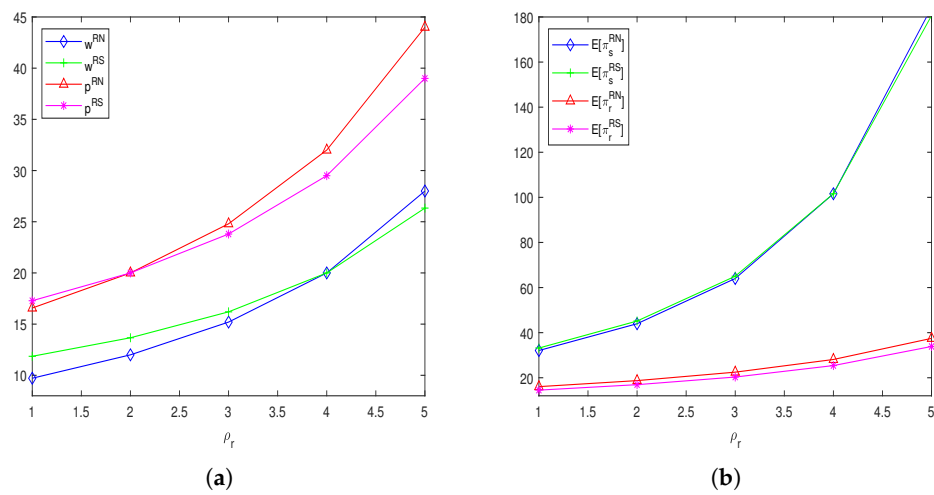 45
40
35
30
25
20
15
10
w^RN
w^RS
p^RN
p^RS
1 1.5 2 2.5 3 3.5 4 4.5 5
ρ_r
(a)
180
160
140
120
100
80
60
40
20
E[π_s^RN]
E[π_s^RS]
E[π_r^RN]
E[π_r^RS]
1 1.5 2 2.5 3 3.5 4 4.5 5
ρ_r
(b)